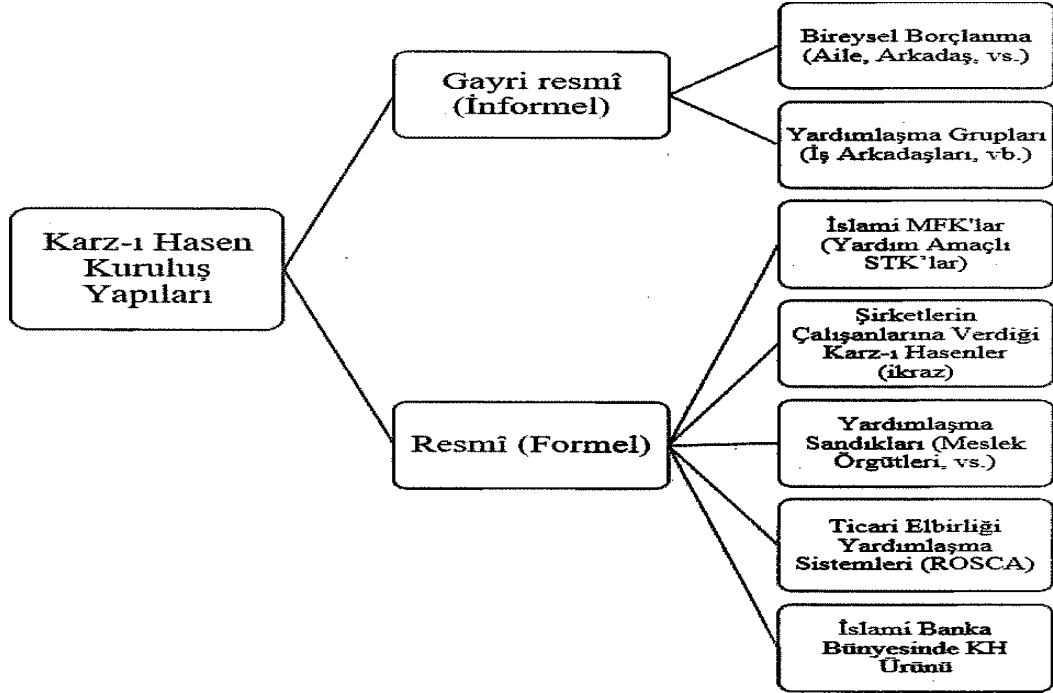 Karz-ı Hasen
Kuruluş
Yapıları
Gayri resmî
(İnformel)
Bireysel Borçlanma
(Aile, Arkadaş, vs.)
Yardımlaşma Grupları
(İş Arkadaşları, vb.)
Resmî (Formel)
İslami MFK'lar
(Yardım Amaçlı
STK'lar)
Şirketlerin
Çalışanlarına Verdiği
Karz-ı Hasenler
(ikraz)
Yardımlaşma
Sandıkları (Meslek
Örgütleri, vs.)
Ticari Elbirliği
Yardımlaşma
Sistemleri (ROSCA)
İslami Banka
Bünyesinde KH
Ürünü